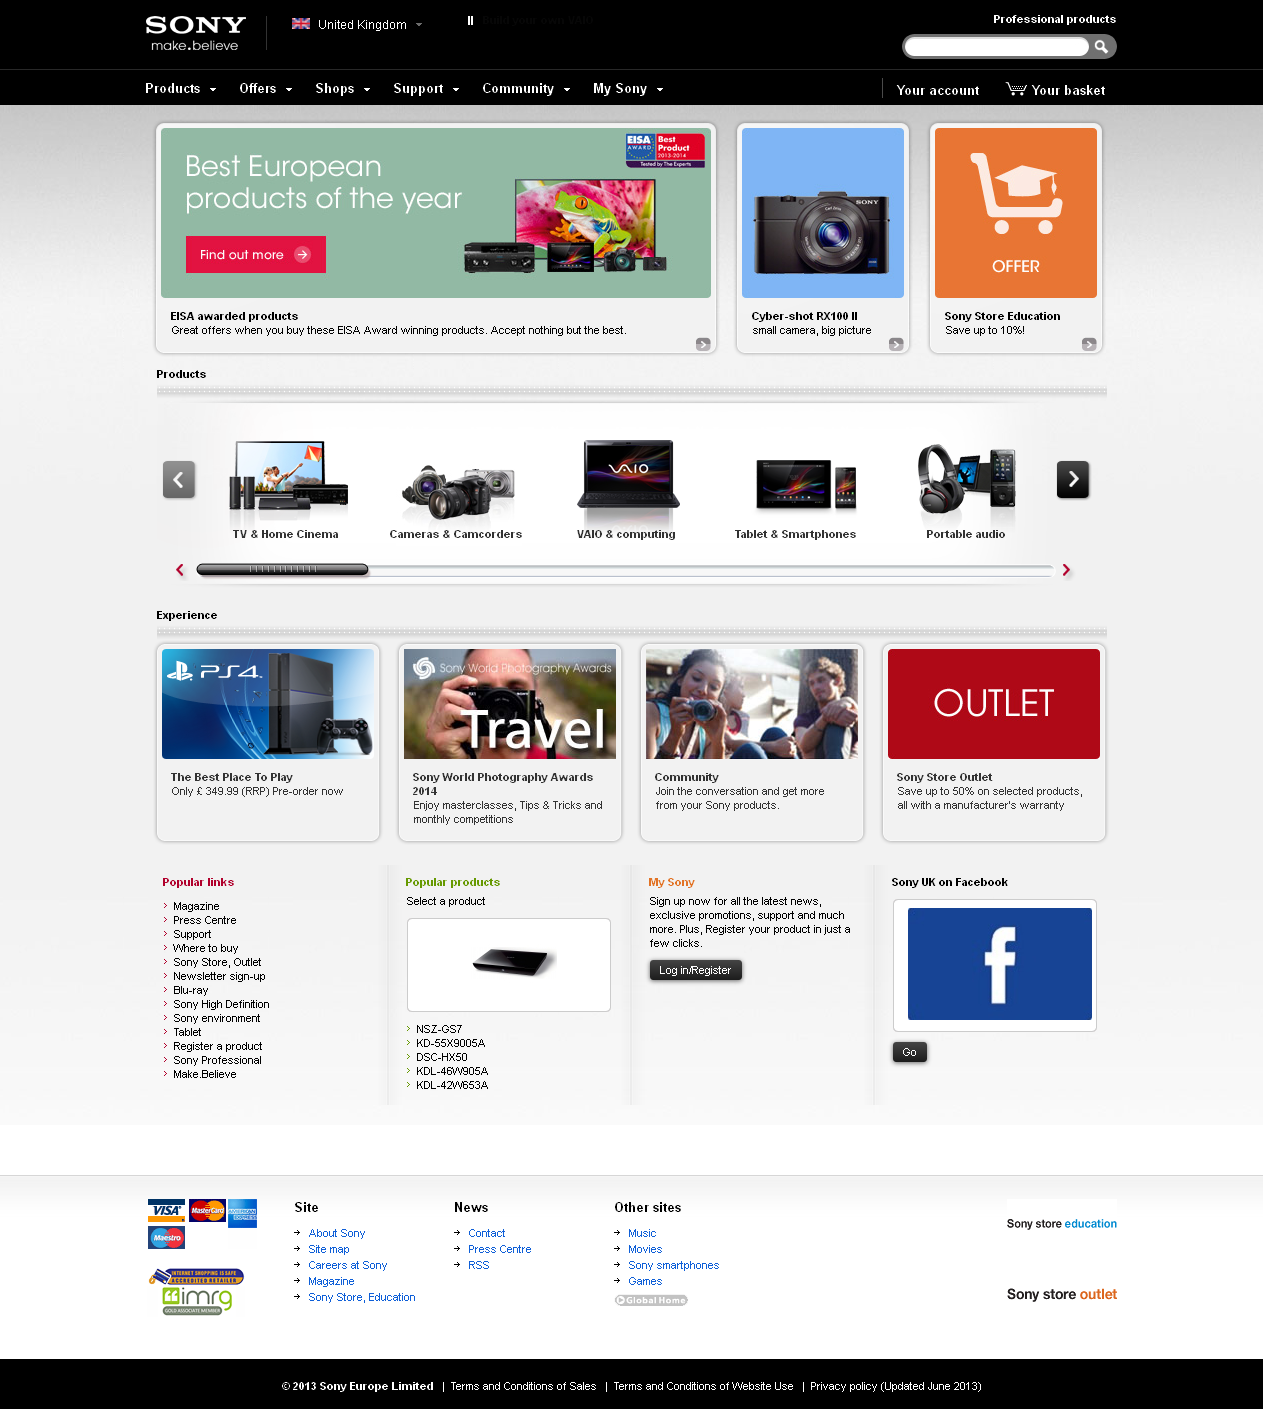 SONY
make.believe
United Kingdom
Build your own VAIO
Professional products
Products
Offers
Shops
Support
Community
My Sony
Your account
Your basket
Best European
products of the year
Find out more
EISA
AWARD
Best
Product
2013-2014
Tested by The Experts
EISA awarded products
Great offers when you buy these EISA Award winning products. Accept nothing but the best.
SONY
Cyber-shot RX100 II
small camera, big picture
OFFER
Sony Store Education
Save up to 10%!
Products
VAIO
TV & Home Cinema
Cameras & Camcorders
VAIO & computing
Tablet & Smartphones
Portable audio
Experience
PS4
The Best Place To Play
Only £ 349.99 (RRP) Pre-order now
Sony World Photography Awards
Travel
Sony World Photography Awards
2014
Enjoy masterclasses, Tips & Tricks and
monthly competitions
Community
Join the conversation and get more
from your Sony products.
OUTLET
Sony Store Outlet
Save up to 50% on selected products,
all with a manufacturer's warranty
Popular links
Magazine
Press Centre
Support
Where to buy
Sony Store, Outlet
Newsletter sign-up
Blu-ray
Sony High Definition
Sony environment
Tablet
Register a product
Sony Professional
Make.Believe
Popular products
Select a product
NSZ-GS7
KD-55X9005A
DSC-HX50
KDL-46W905A
KDL-42W653A
My Sony
Sign up now for all the latest news,
exclusive promotions, support and much
more. Plus, Register your product in just a
few clicks.
Log in/Register
Sony UK on Facebook
f
Go
VISA
MasterCard
AMERICAN EXPRESS
Maestro
INTERNET SHOPPING IS SAFE
ACCREDITED RETAILER
imrg
GOLD ASSOCIATE MEMBER
Site
About Sony
Site map
Careers at Sony
Magazine
Sony Store, Education
News
Contact
Press Centre
RSS
Other sites
Music
Movies
Sony smartphones
Games
Global Home
Sony store education
Sony store outlet
© 2013 Sony Europe Limited | Terms and Conditions of Sales | Terms and Conditions of Website Use | Privacy policy (Updated June 2013)